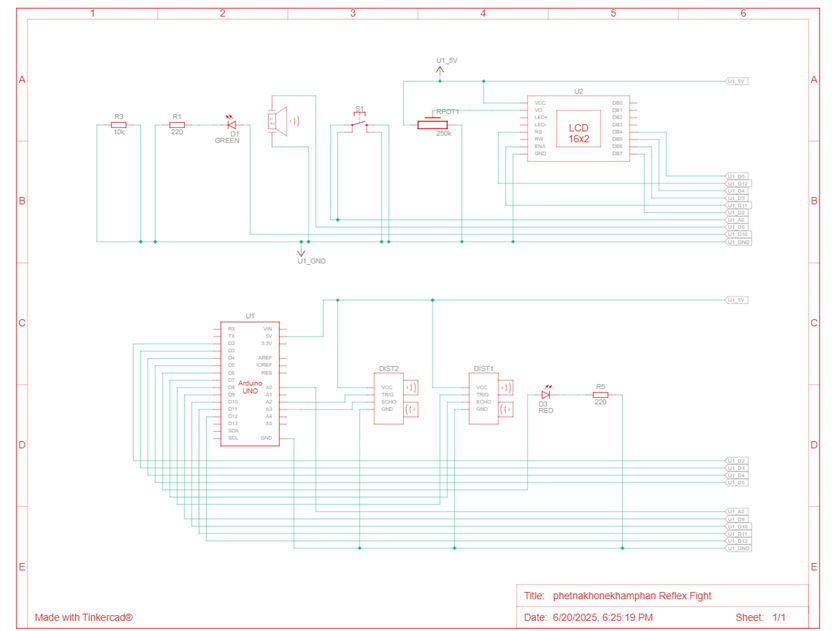 1 2 3 4 5 6
A A
U1_5V
U1_5V
U2
R3
10k
R1
220
D1
GREEN
S1
RPOT1
250k
VCC
VO
LED+
LED-
RS
RW
ENA
GND
LCD
16x2
DB0
DB1
DB2
DB3
DB4
DB5
DB6
DB7
B B
U1_D5
U1_D12
U1_D4
U1_D3
U1_D11
U1_D2
U1_A0
U1_D9
U1_D10
U1_GND
U1_GND
C C
U1_5V
U1
RX
TX
D2
D3
D4
D5
D6
D7
D8
D9
D10
D11
D12
D13
SDA
SCL
Arduino
UNO
VIN
5V
3.3V
AREF
IOREF
RES
A0
A1
A2
A3
A4
A5
GND
DIST2
VCC
TRIG
ECHO
GND
DIST1
VCC
TRIG
ECHO
GND
D3
RED
R5
220
D D
U1_D2
U1_D3
U1_D4
U1_D5
U1_A0
U1_D9
U1_D10
U1_D11
U1_D12
U1_GND
E E
Title: phetnakhonekhamphan Reflex Fight
Made with Tinkercad®
Date: 6/20/2025, 6:25:19 PM Sheet: 1/1